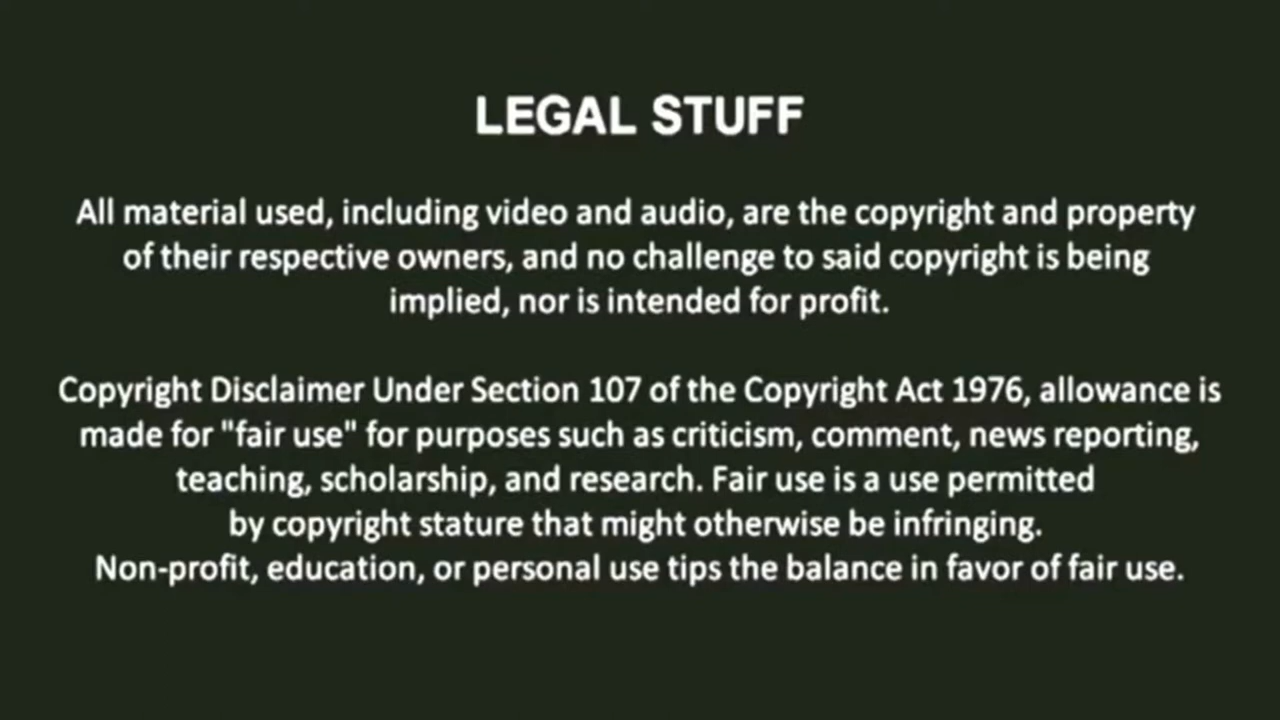 LEGAL STUFF
All material used, including video and audio, are the copyright and property
of their respective owners, and no challenge to said copyright is being
implied, nor is intended for profit.
Copyright Disclaimer Under Section 107 of the Copyright Act 1976, allowance is
made for "fair use" for purposes such as criticism, comment, news reporting,
teaching, scholarship, and research. Fair use is a use permitted
by copyright stature that might otherwise be infringing.
Non-profit, education, or personal use tips the balance in favor of fair use.